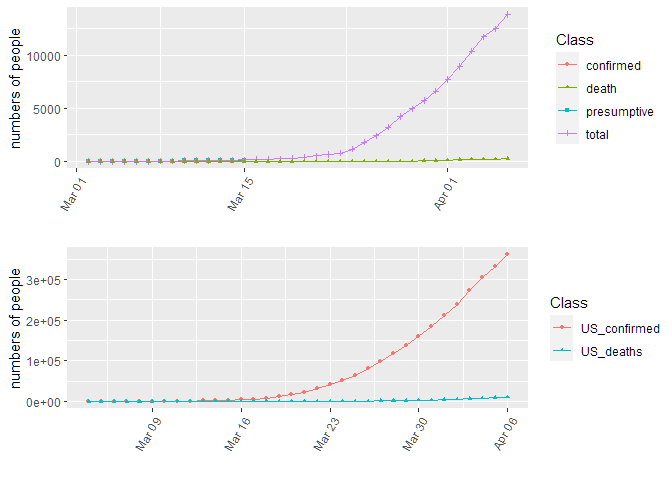 numbers of people
10000
5000
0
Mar 01
Mar 15
Apr 01
Class
confirmed
death
presumptive
total
numbers of people
3e+05
2e+05
1e+05
0e+00
Mar 09
Mar 16
Mar 23
Mar 30
Apr 06
Class
US_confirmed
US_deaths